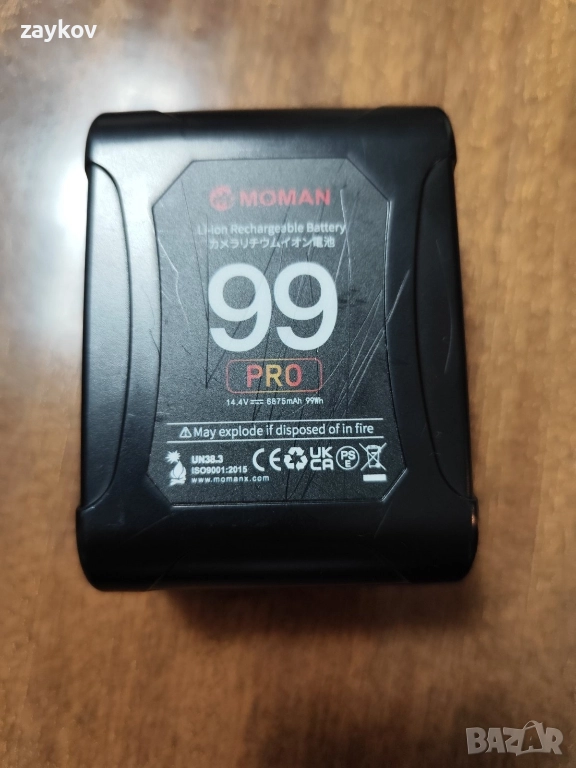 zaykov
MOMAN
Li-ion Rechargeable Battery
カメラリチウムイオン電池
99
PRO
14.4V⎓ 6875mAh 99Wh
⚠May explode if disposed of in fire
UN38.3
ISO9001:2015
www.momanx.com
CE UK CA PS E
BAZAR